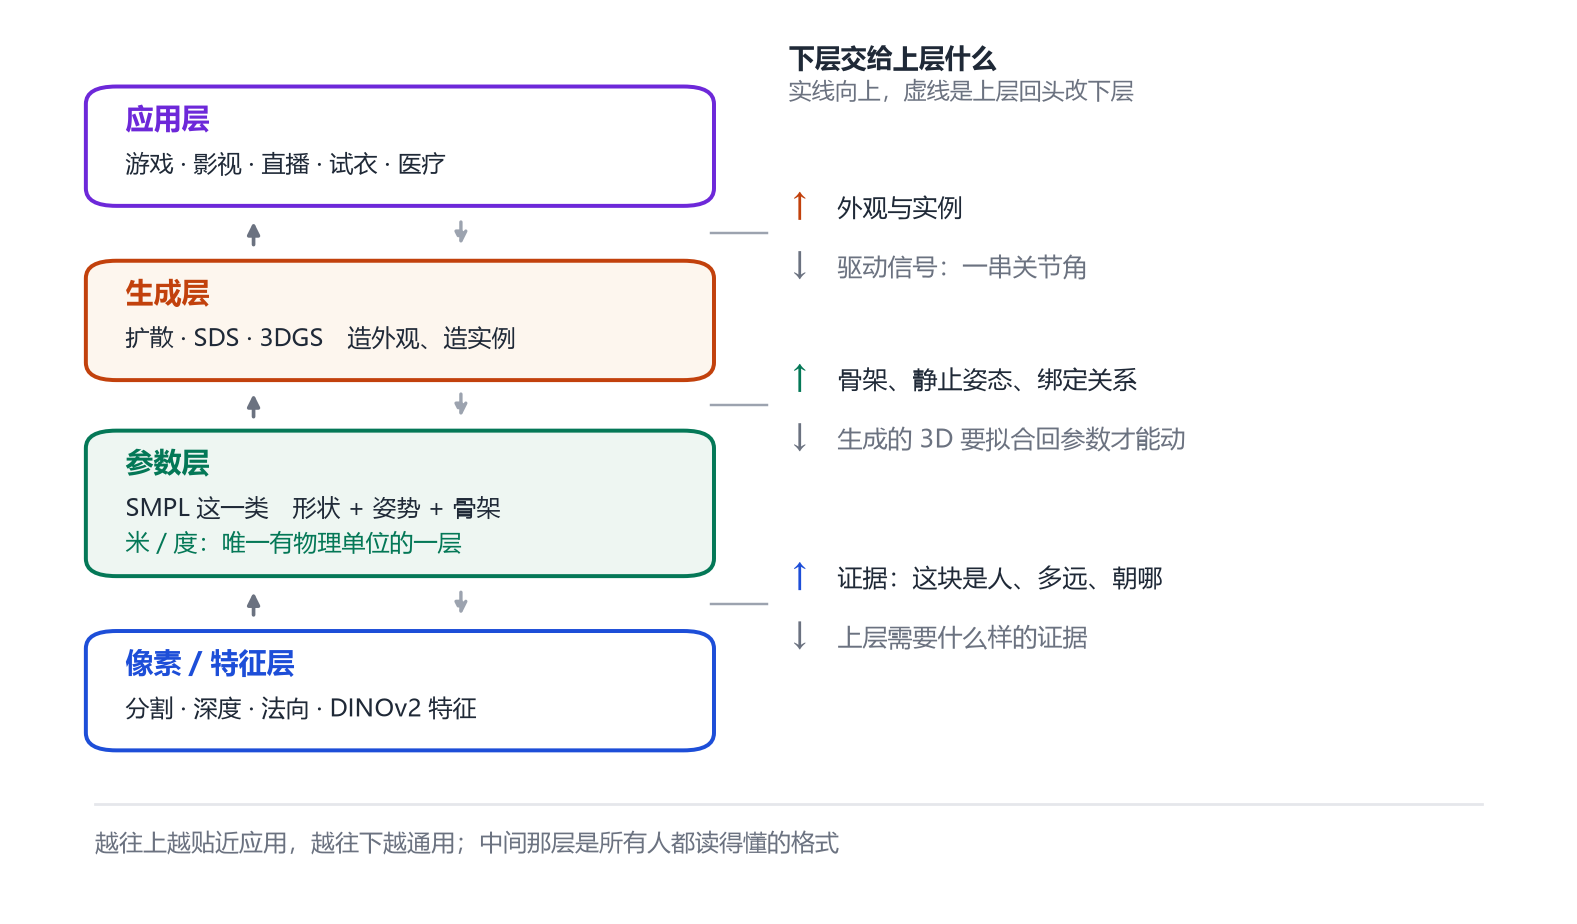 下层交给上层什么
实线向上，虚线是上层回头改下层
应用层
游戏 · 影视 · 直播 · 试衣 · 医疗
↑ 外观与实例
↓ 驱动信号：一串关节角
生成层
扩散 · SDS · 3DGS 造外观、造实例
↑ 骨架、静止姿态、绑定关系
↓ 生成的 3D 要拟合回参数才能动
参数层
SMPL 这一类 形状 + 姿势 + 骨架
米 / 度：唯一有物理单位的一层
↑ 证据：这块是人、多远、朝哪
↓ 上层需要什么样的证据
像素 / 特征层
分割 · 深度 · 法向 · DINOv2 特征
越往上越贴近应用，越往下越通用；中间那层是所有人都读得懂的格式